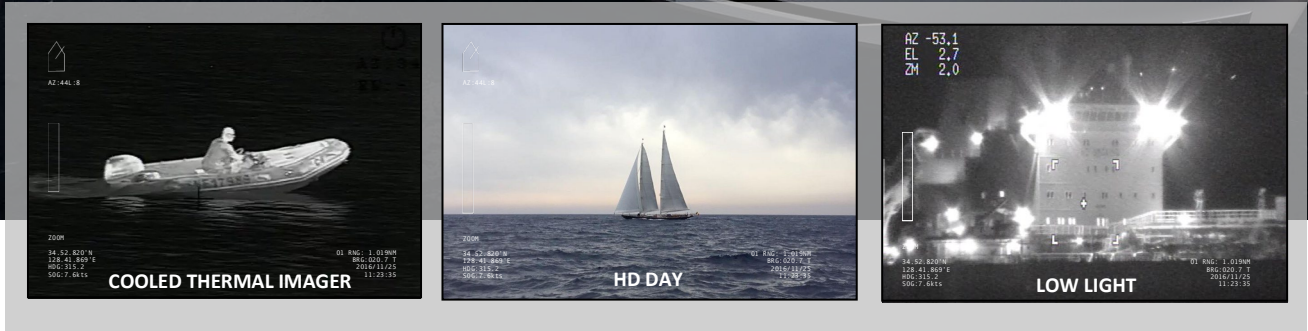 AZ:44L:8
ZOOM
34.52.820'N
128.41.869'E
HDG:315.2
SOG:7.6kts
01 RNG: 1.019NM
BRG:020.7 T
2016/11/25
11:23:35
COOLED THERMAL IMAGER
AZ:44L:8
ZOOM
34.52.820'N
128.41.869'E
HDG:315.2
SOG:7.6kts
01 RNG: 1.019NM
BRG:020.7 T
2016/11/25
11:23:35
HD DAY
AZ -53.1
EL 2.7
ZM 2.0
34.52.820'N
128.41.869'E
HDG:315.2
SOG:7.6kts
01 RNG: 1.019NM
BRG:020.7 T
2016/11/25
11:23:35
LOW LIGHT